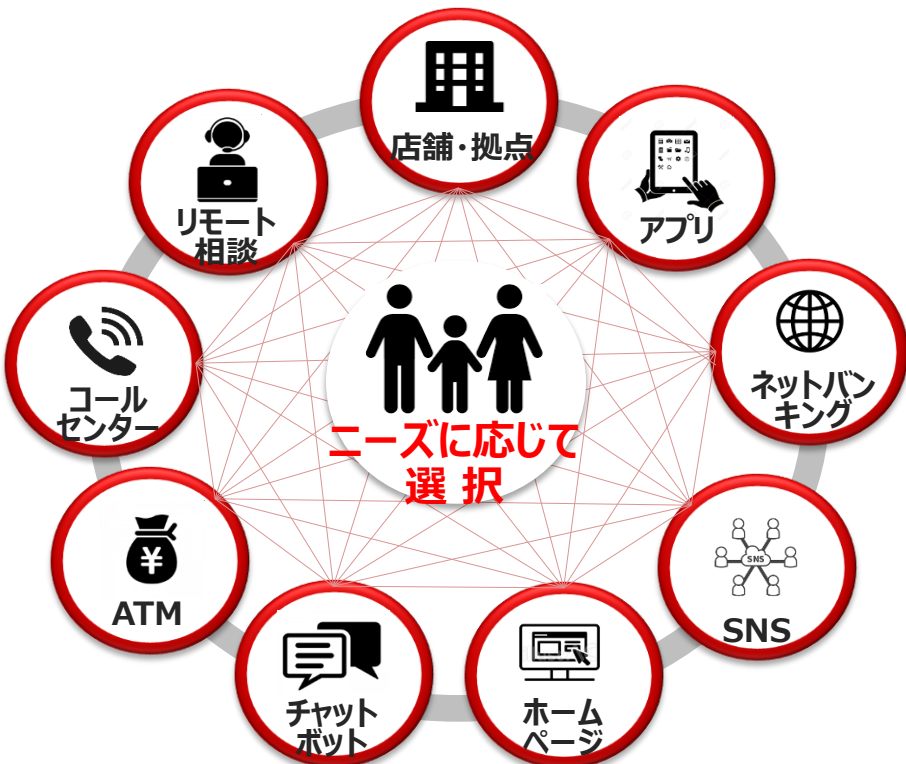 店舗・拠点
アプリ
ネットバン
キング
SNS
SNS
ホーム
ページ
チャット
ボット
¥
ATM
コール
センター
リモート
相談
ニーズに応じて
選 択